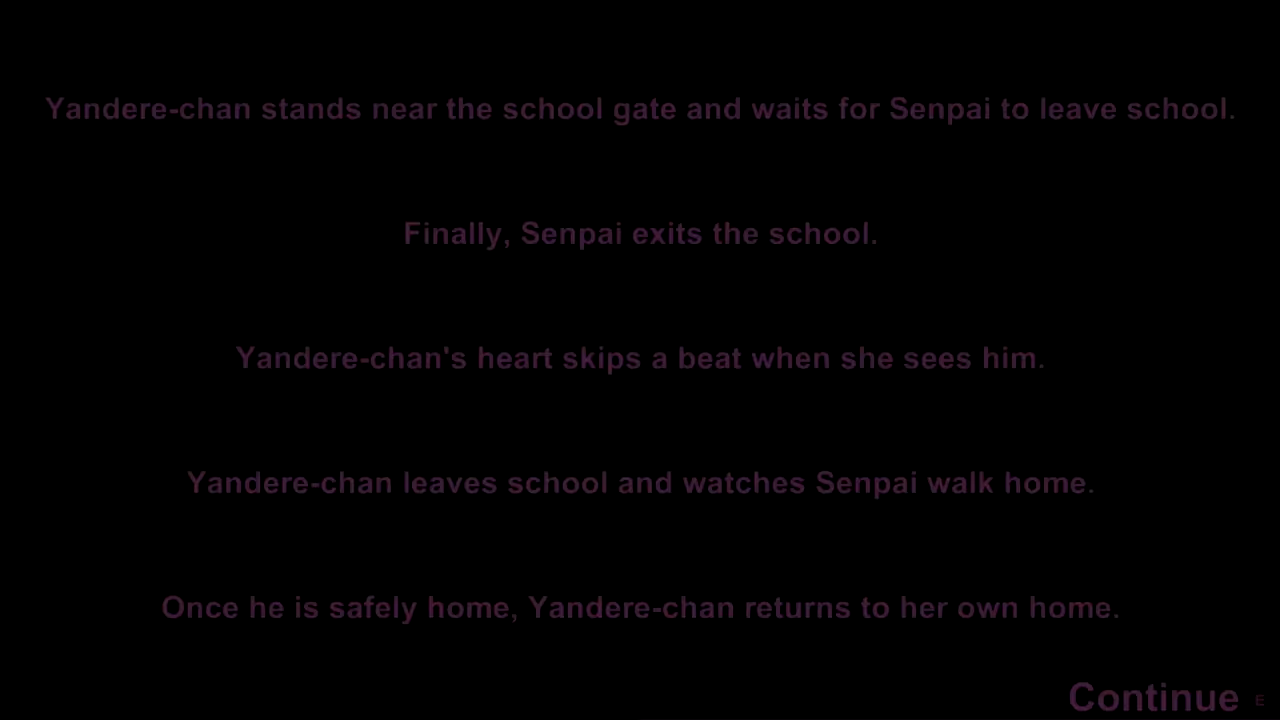 Yandere-chan stands near the school gate and waits for Senpai to leave school.
Finally, Senpai exits the school.
Yandere-chan's heart skips a beat when she sees him.
Yandere-chan leaves school and watches Senpai walk home.
Once he is safely home, Yandere-chan returns to her own home.
Continue E